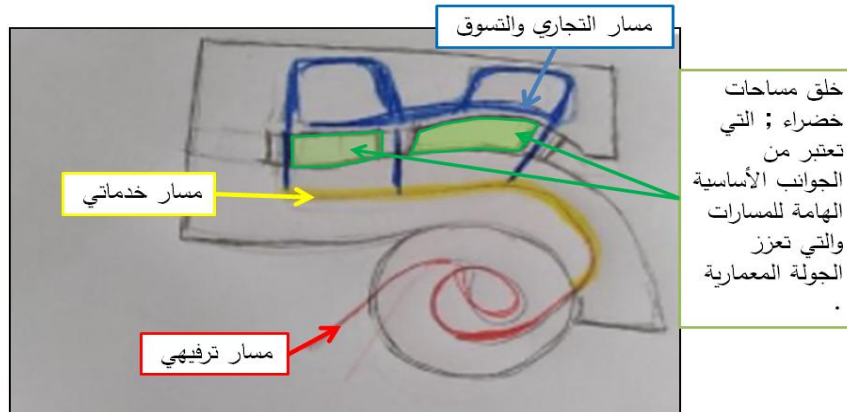 مسار التجاري والتسوق
خلق مساحات
خضراء ; التي
تعتبر من
الجوانب الأساسية
الهامة للمسارات
والتي تعزز
الجولة المعمارية
.
مسار خدماتي
مسار ترفيهي